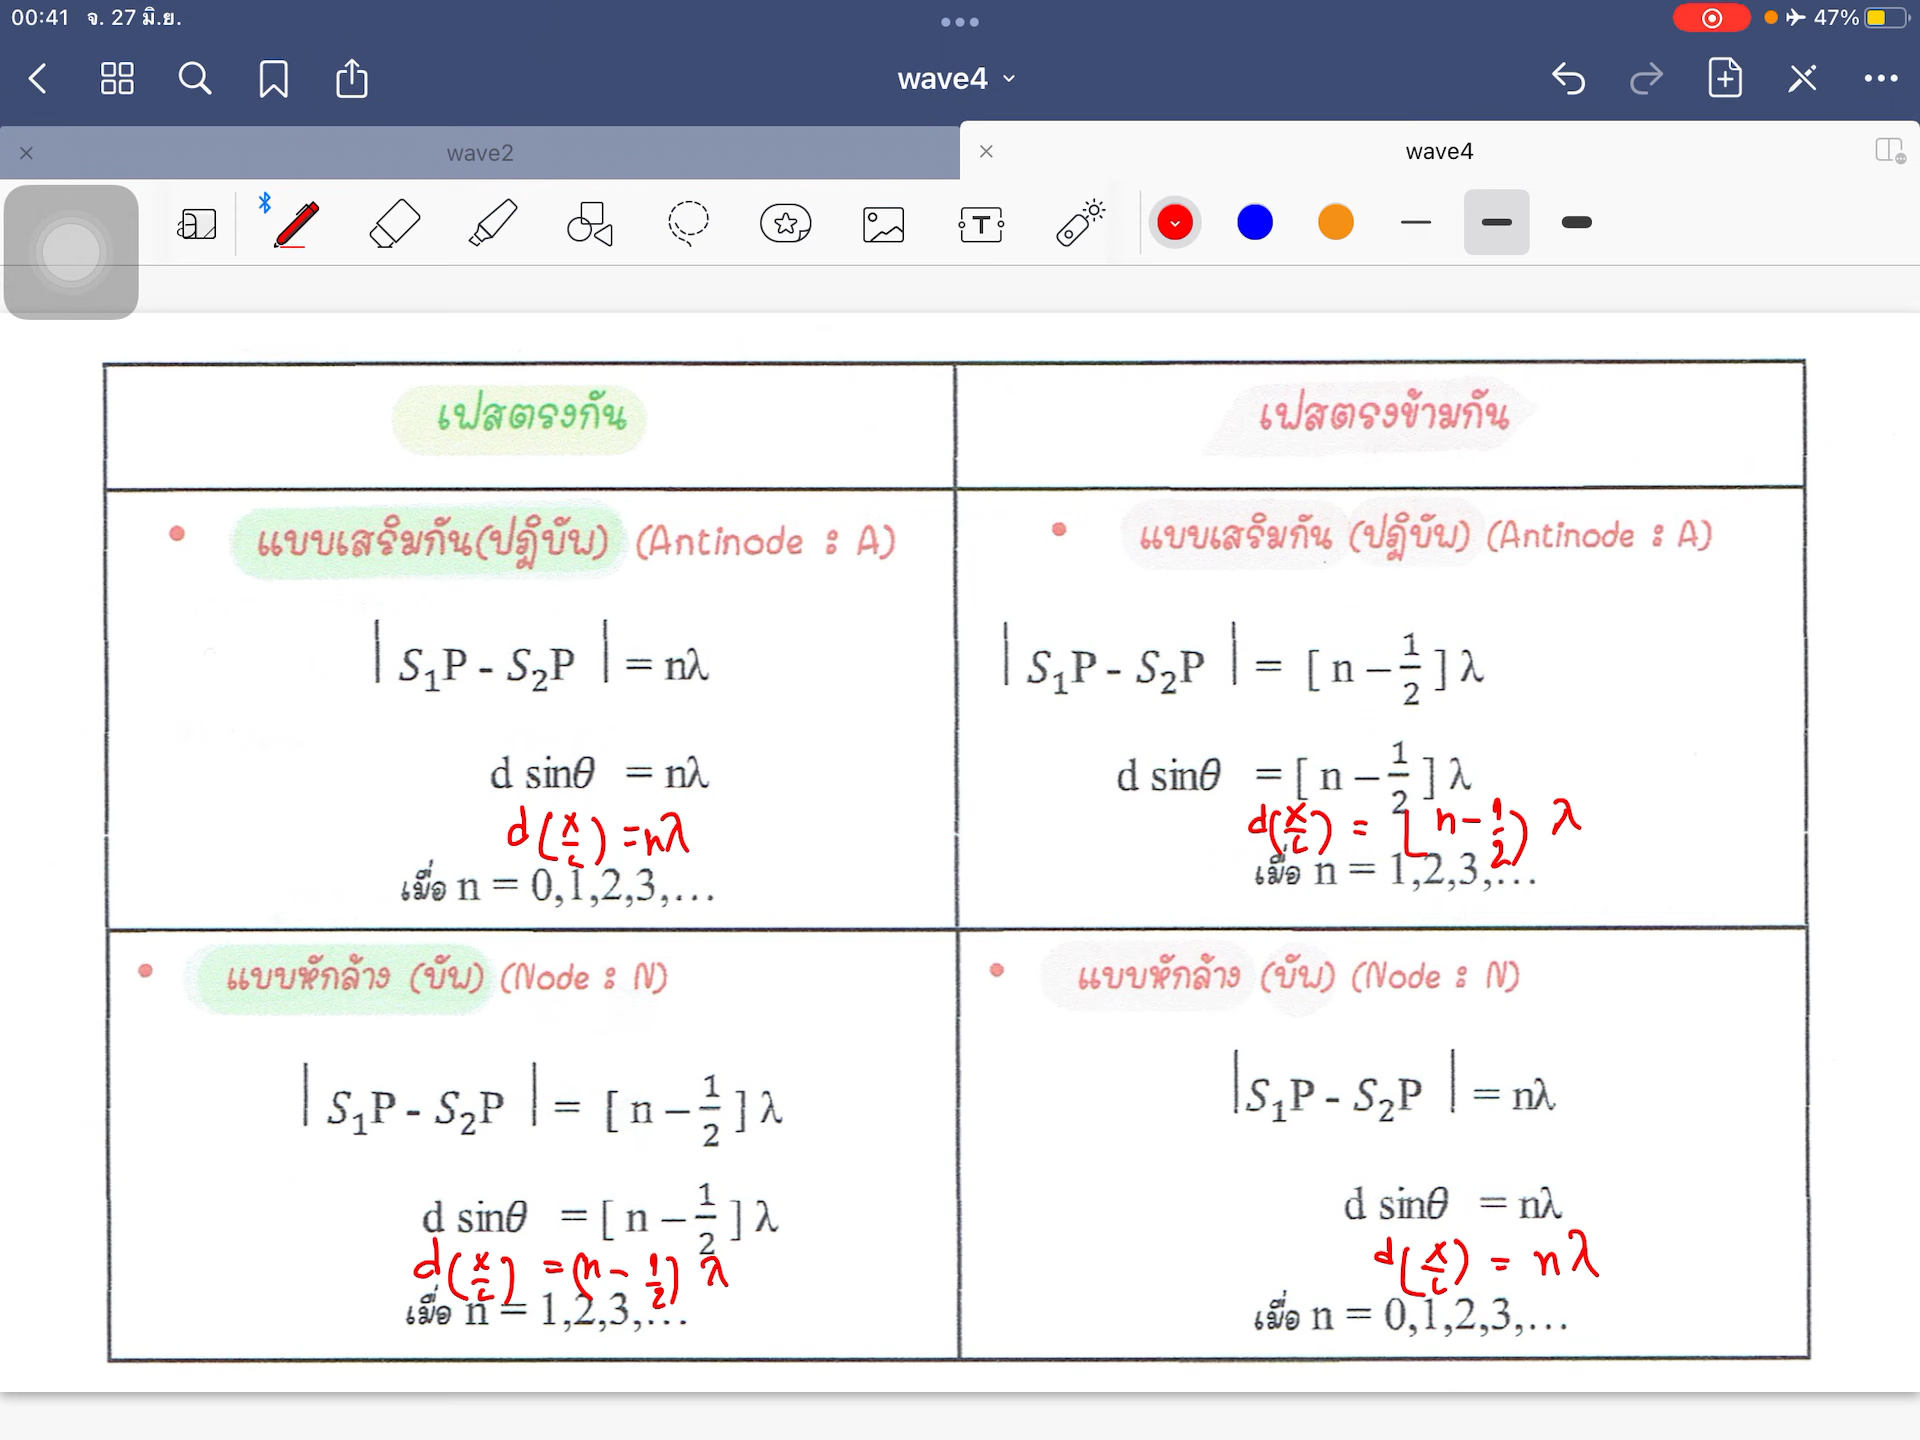 00:41 จ. 27 มิ.ย.
47%
wave4
wave2
wave4
เฟสตรงกัน
เฟสตรงข้ามกัน
แบบเสริมกัน(ปฏิบัพ) (Antinode : A)
| S₁P - S₂P | = nλ
d sinθ = nλ
d(x/L) = nλ
เมื่อ n = 0,1,2,3,…
แบบเสริมกัน (ปฏิบัพ) (Antinode : A)
| S₁P - S₂P | = [ n − 1/2 ] λ
d sinθ = [ n − 1/2 ] λ
d(x/L) = [n − 1/2) λ
เมื่อ n = 1,2,3,…
แบบหักล้าง (บัพ) (Node : N)
| S₁P - S₂P | = [ n − 1/2 ] λ
d sinθ = [ n − 1/2 ] λ
d(x/L) = (n − 1/2) λ
เมื่อ n = 1,2,3,…
แบบหักล้าง (บัพ) (Node : N)
|S₁P - S₂P | = nλ
d sinθ = nλ
d(x/L) = nλ
เมื่อ n = 0,1,2,3,…